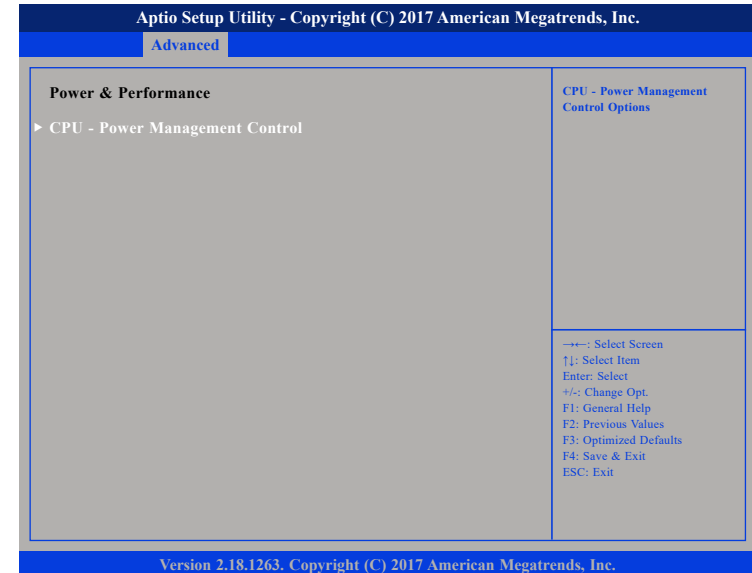 Aptio Setup Utility - Copyright (C) 2017 American Megatrends, Inc.
Advanced
Power & Performance
▶ CPU - Power Management Control
CPU - Power Management
Control Options
→←: Select Screen
↑↓: Select Item
Enter: Select
+/-: Change Opt.
F1: General Help
F2: Previous Values
F3: Optimized Defaults
F4: Save & Exit
ESC: Exit
Version 2.18.1263. Copyright (C) 2017 American Megatrends, Inc.